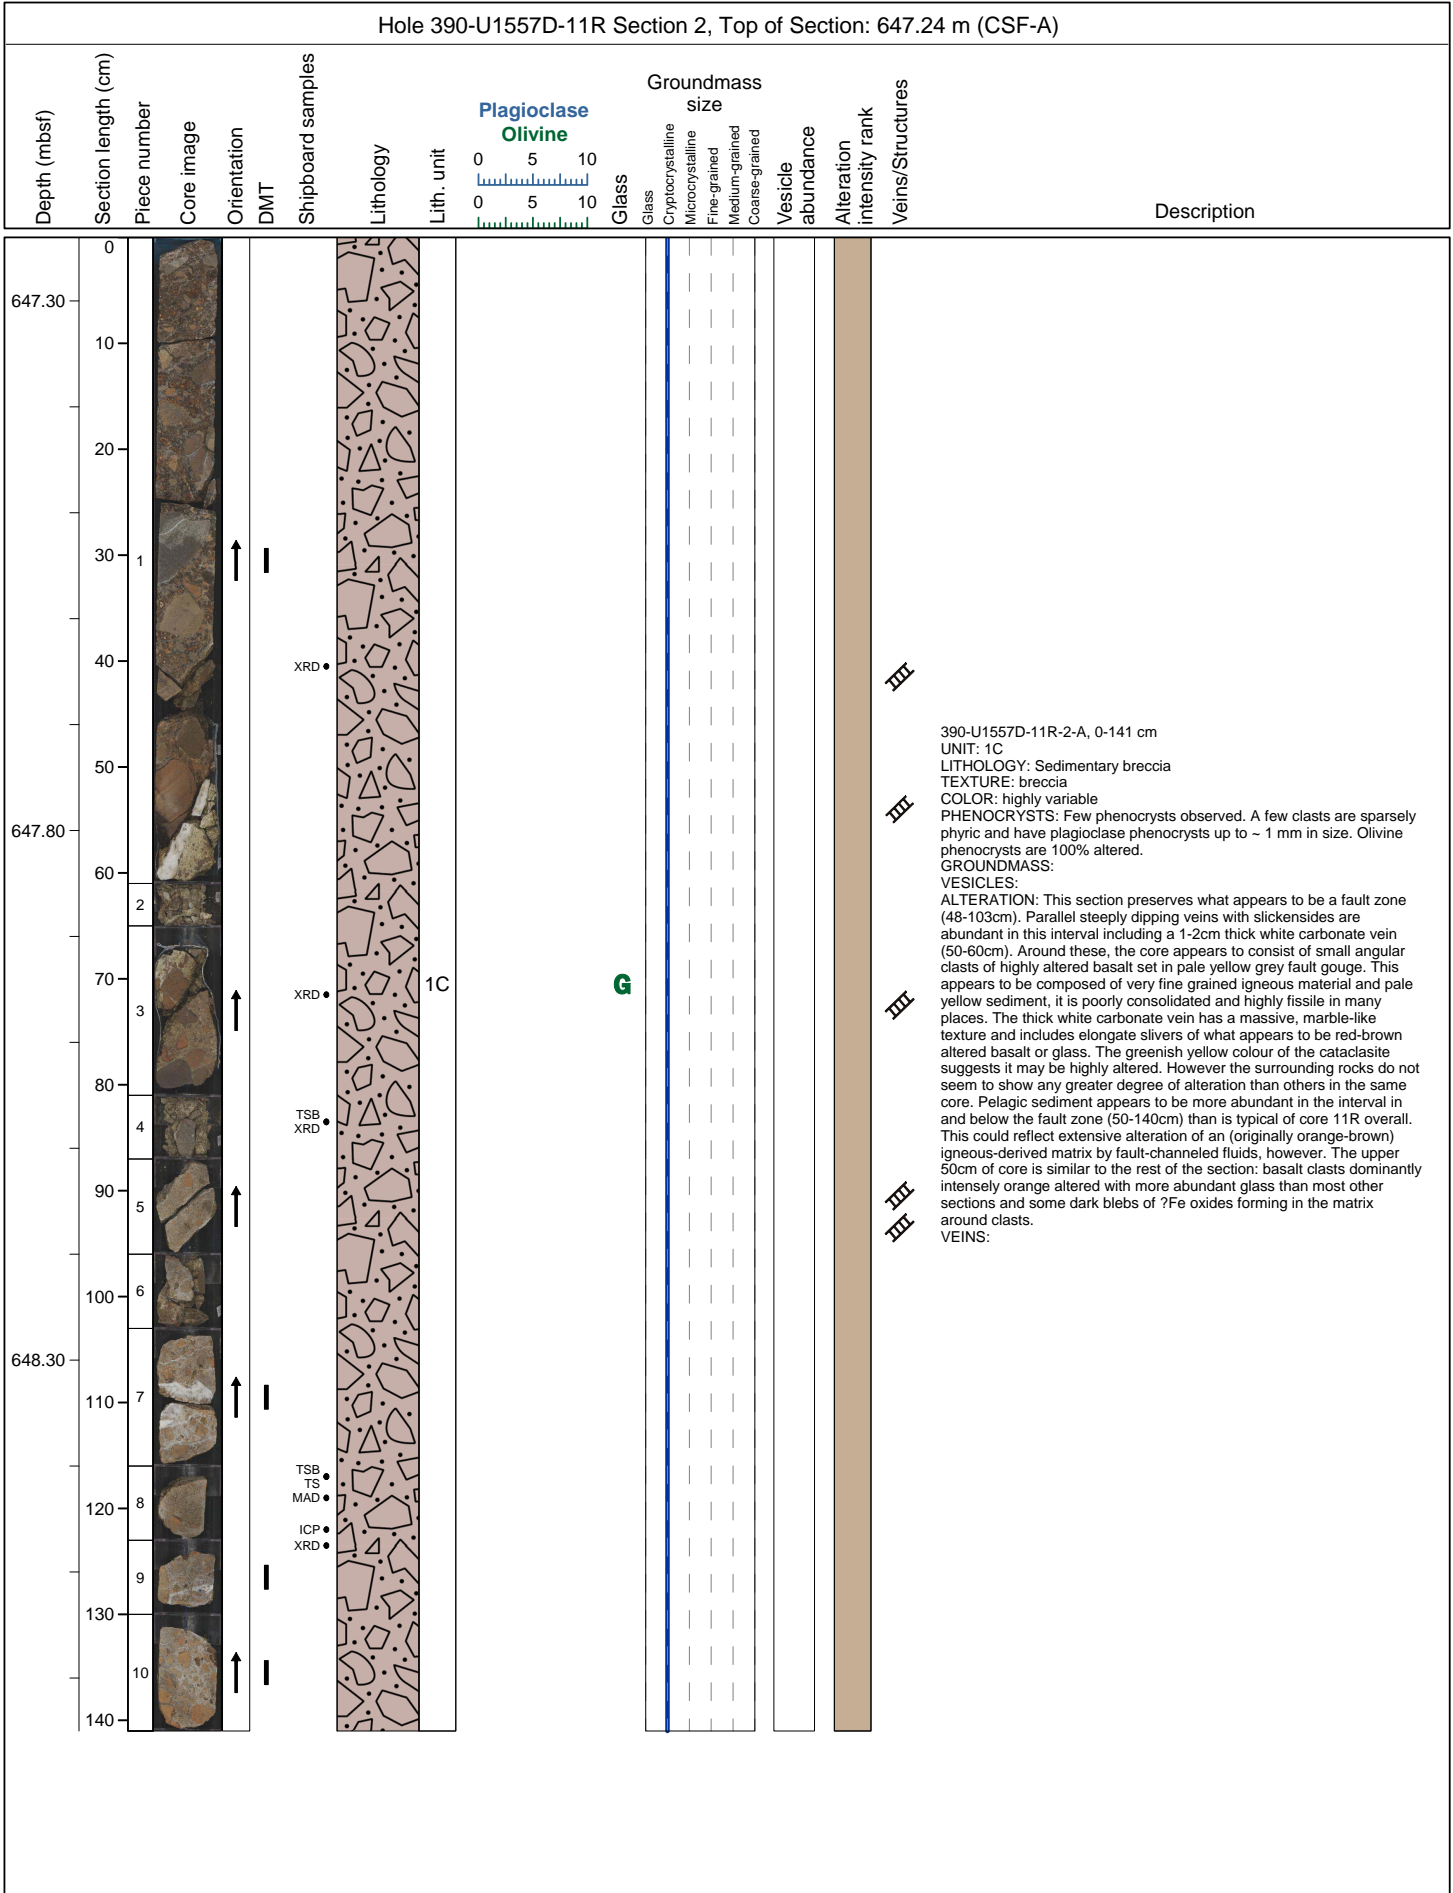 Hole 390-U1557D-11R Section 2, Top of Section: 647.24 m (CSF-A)
Depth (mbsf)
Section length (cm)
Piece number
Core image
Orientation
DMT
Shipboard samples
Lithology
Lith. unit
Plagioclase
Olivine
0 5 10
0 5 10
Glass
Groundmass
size
Glass
Cryptocrystalline
Microcrystalline
Fine-grained
Medium-grained
Coarse-grained
Vesicle
abundance
Alteration
intensity rank
Veins/Structures
Description
647.30
647.80
648.30
0
10
20
30
40
50
60
70
80
90
100
110
120
130
140
1
2
3
4
5
6
7
8
9
10
XRD
XRD
TSB
XRD
TSB
TS
MAD
ICP
XRD
1C
G
390-U1557D-11R-2-A, 0-141 cm
UNIT: 1C
LITHOLOGY: Sedimentary breccia
TEXTURE: breccia
COLOR: highly variable
PHENOCRYSTS: Few phenocrysts observed. A few clasts are sparsely
phyric and have plagioclase phenocrysts up to ~ 1 mm in size. Olivine
phenocrysts are 100% altered.
GROUNDMASS:
VESICLES:
ALTERATION: This section preserves what appears to be a fault zone
(48-103cm). Parallel steeply dipping veins with slickensides are
abundant in this interval including a 1-2cm thick white carbonate vein
(50-60cm). Around these, the core appears to consist of small angular
clasts of highly altered basalt set in pale yellow grey fault gouge. This
appears to be composed of very fine grained igneous material and pale
yellow sediment, it is poorly consolidated and highly fissile in many
places. The thick white carbonate vein has a massive, marble-like
texture and includes elongate slivers of what appears to be red-brown
altered basalt or glass. The greenish yellow colour of the cataclasite
suggests it may be highly altered. However the surrounding rocks do not
seem to show any greater degree of alteration than others in the same
core. Pelagic sediment appears to be more abundant in the interval in
and below the fault zone (50-140cm) than is typical of core 11R overall.
This could reflect extensive alteration of an (originally orange-brown)
igneous-derived matrix by fault-channeled fluids, however. The upper
50cm of core is similar to the rest of the section: basalt clasts dominantly
intensely orange altered with more abundant glass than most other
sections and some dark blebs of ?Fe oxides forming in the matrix
around clasts.
VEINS: